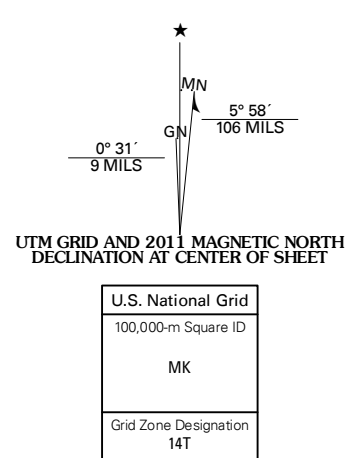 ★
MN
5° 58´
106 MILS
GN
0° 31´
9 MILS
UTM GRID AND 2011 MAGNETIC NORTH
DECLINATION AT CENTER OF SHEET
U.S. National Grid
100,000-m Square ID
MK
Grid Zone Designation
14T